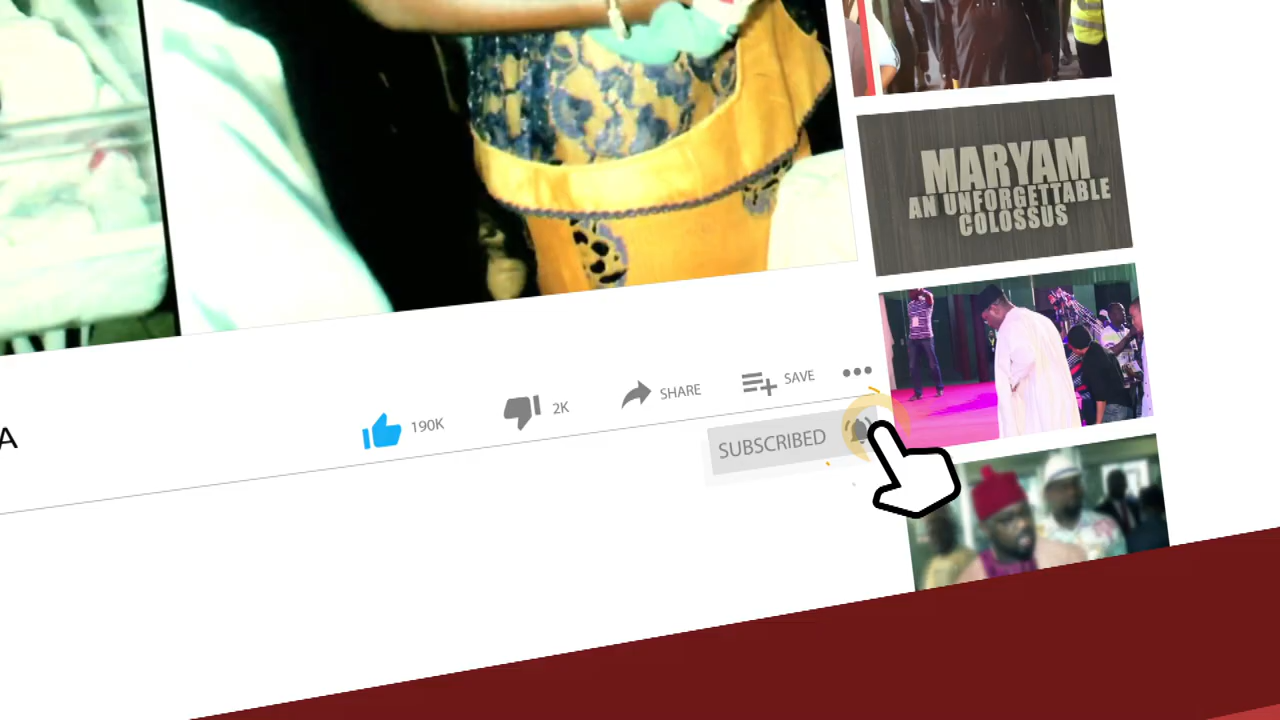 MARYAM
AN UNFORGETTABLE
COLOSSUS
A
190K
2K
SHARE
SAVE
SUBSCRIBED